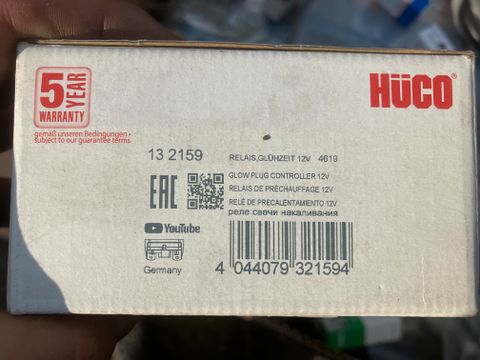 5 YEAR
WARRANTY
gemäß unseren Bedingungen •
subject to our guarantee terms
HÜCO®
13 2159
RELAIS,GLÜHZEIT 12V 4619
GLOW PLUG CONTROLLER 12V
RELAIS DE PRÉCHAUFFAGE 12V
RELÉ DE PRECALENTAMIENTO 12V
реле свечи накаливания
EAC
YouTube
Germany
4 044079 321594